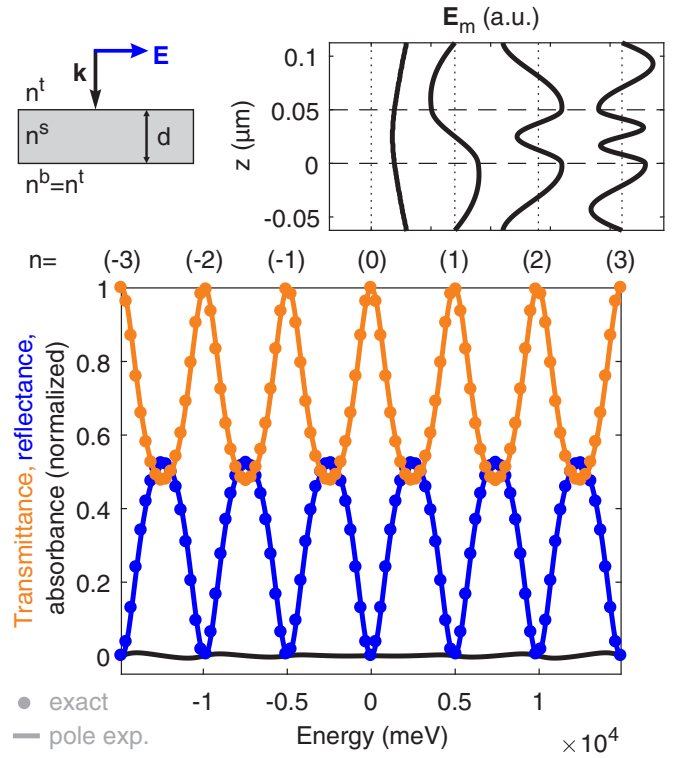 E_m (a.u.)
k
E
n^t
n^s
d
n^b=n^t
z (μm)
0.1
0.05
0
-0.05
n=
(-3)
(-2)
(-1)
(0)
(1)
(2)
(3)
Transmittance, reflectance,
absorbance (normalized)
1
0.8
0.6
0.4
0.2
0
-1
-0.5
0
0.5
1
Energy (meV)
× 10^4
exact
pole exp.